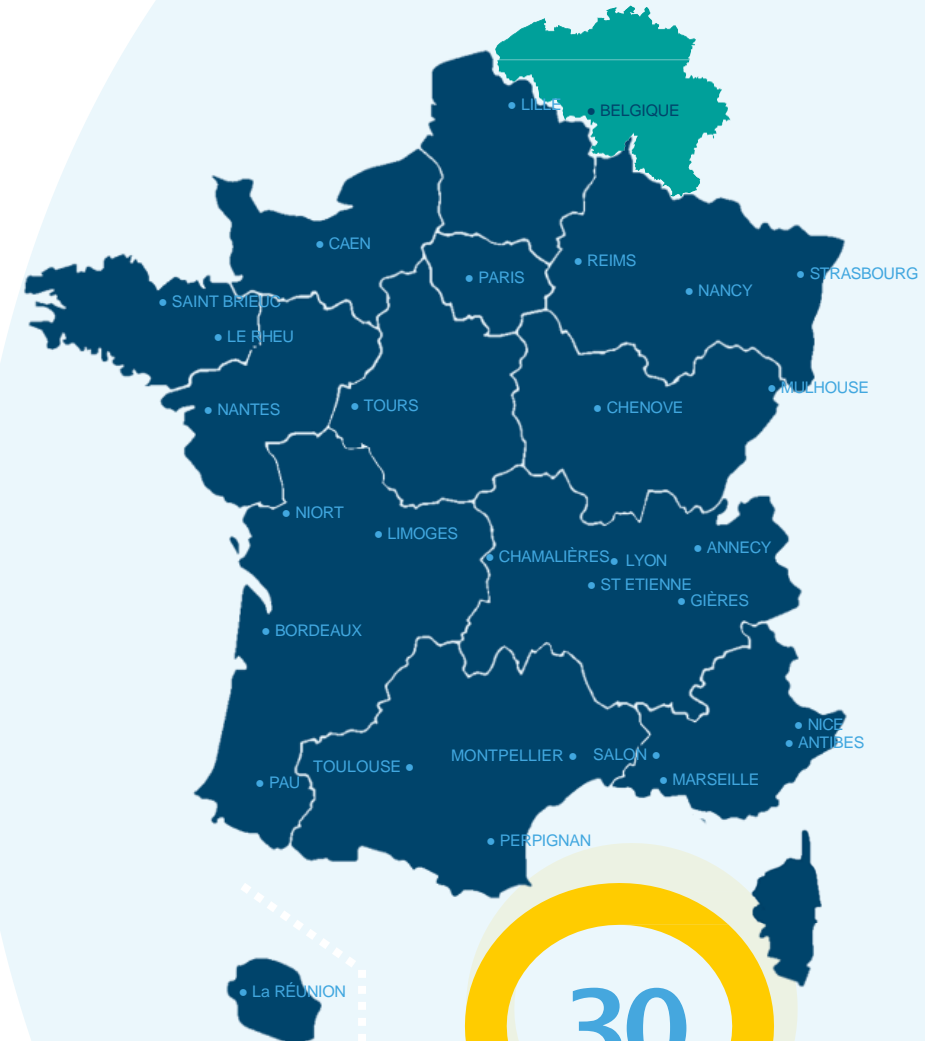 LILLE
BELGIQUE
CAEN
REIMS
STRASBOURG
PARIS
NANCY
SAINT BRIEUC
LE RHEU
MULHOUSE
NANTES
TOURS
CHENOVE
NIORT
LIMOGES
CHAMALIÈRES
LYON
ANNECY
ST ETIENNE
GIÈRES
BORDEAUX
NICE
ANTIBES
MONTPELLIER
SALON
TOULOUSE
PAU
MARSEILLE
PERPIGNAN
La RÉUNION
30